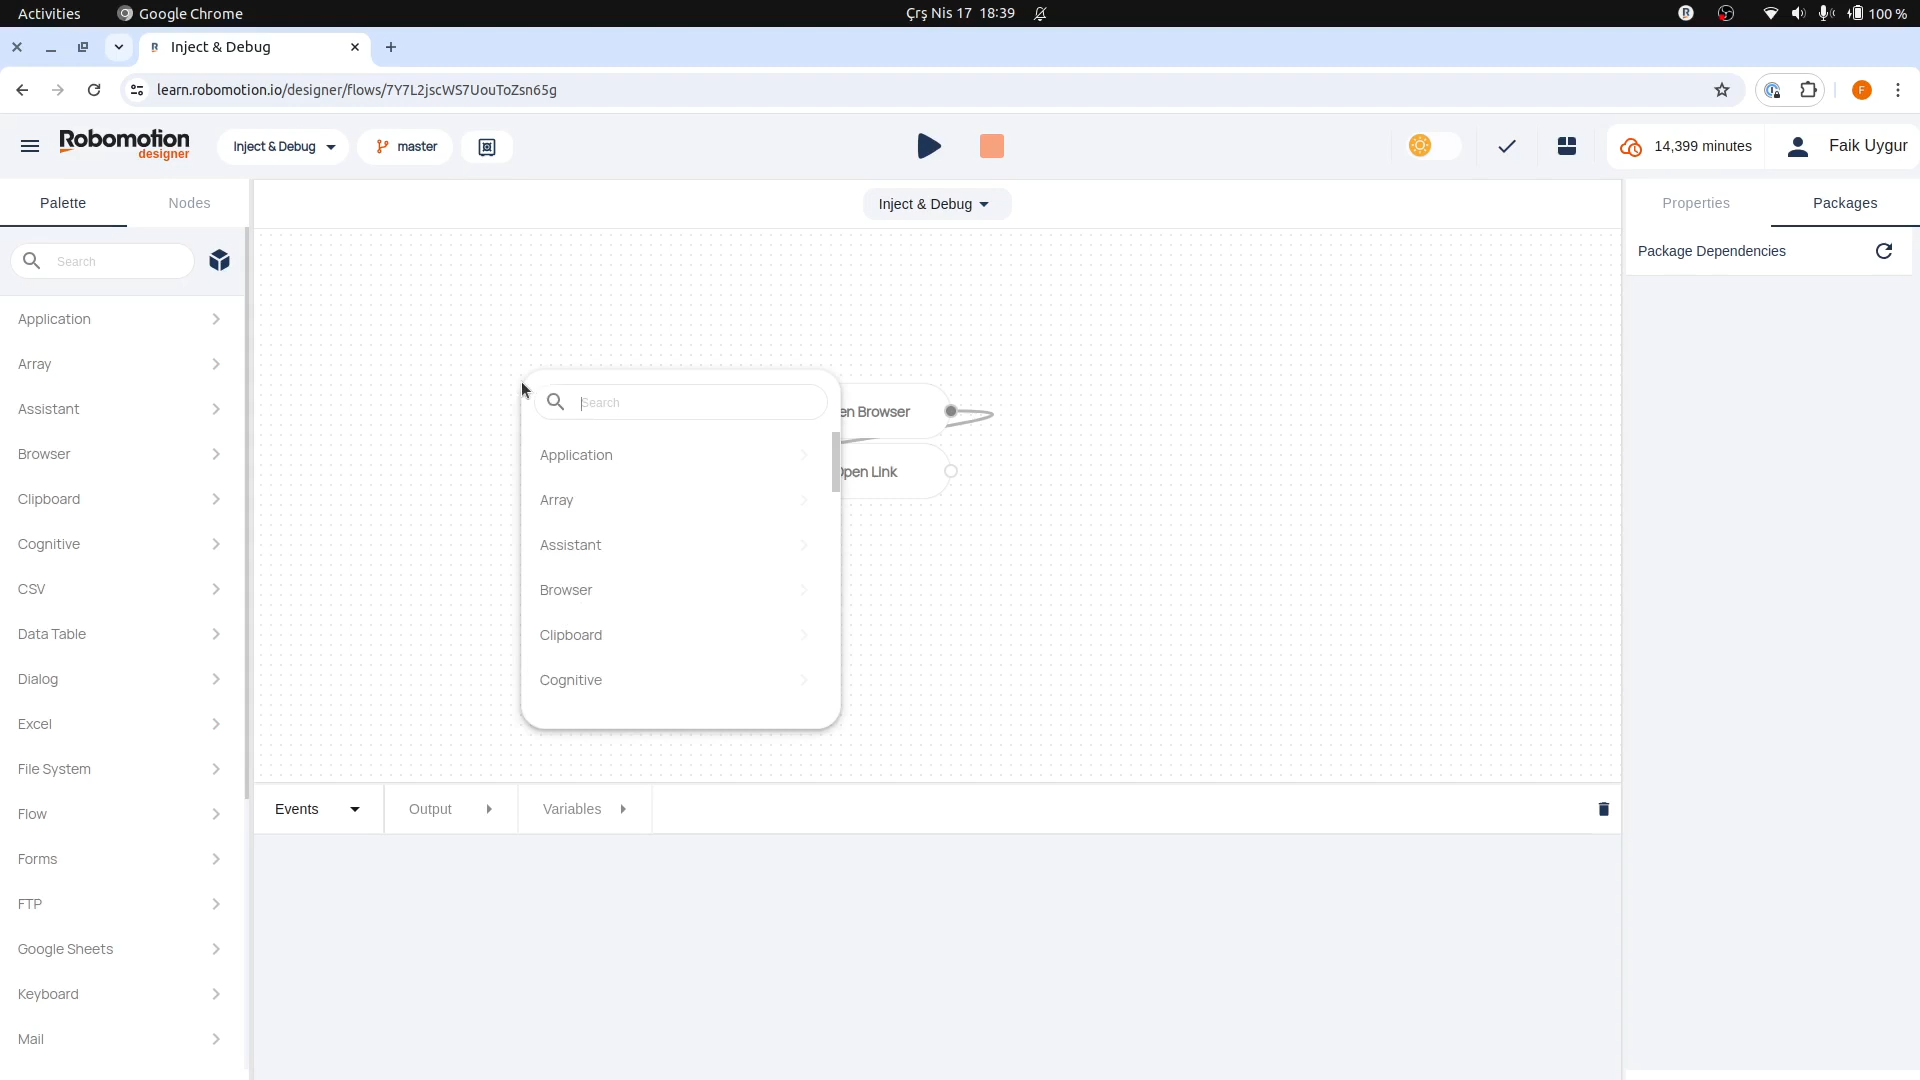 Activities
Google Chrome
Çrş Nis 17 18:39
100 %
Inject & Debug
learn.robomotion.io/designer/flows/7Y7L2jscWS7UouToZsn65g
F
Robomotion
designer
Inject & Debug
master
14,399 minutes
Faik Uygur
Palette
Nodes
Inject & Debug
Properties
Packages
Search
Package Dependencies
Application
Array
Assistant
Browser
Clipboard
Cognitive
CSV
Data Table
Dialog
Excel
File System
Flow
Forms
FTP
Google Sheets
Keyboard
Mail
Search
Application
Array
Assistant
Browser
Clipboard
Cognitive
en Browser
Open Link
Events
Output
Variables